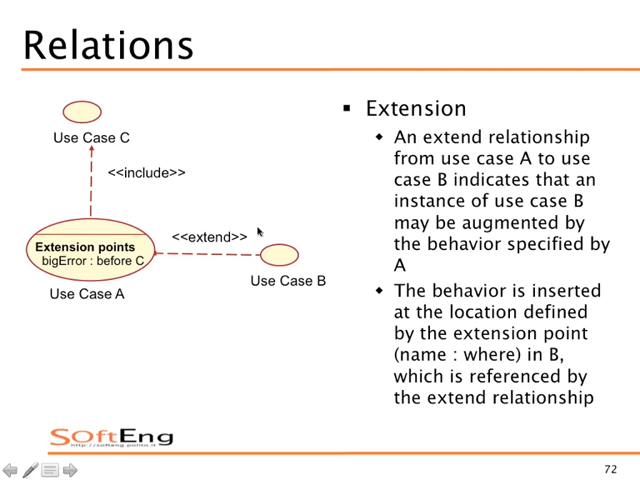 Relations
Use Case C
<<include>>
<<extend>>
Extension points
bigError : before C
Use Case B
Use Case A
▪ Extension
An extend relationship
from use case A to use
case B indicates that an
instance of use case B
may be augmented by
the behavior specified by
A
The behavior is inserted
at the location defined
by the extension point
(name : where) in B,
which is referenced by
the extend relationship
SOftEng
http://softeng.polito.it
72